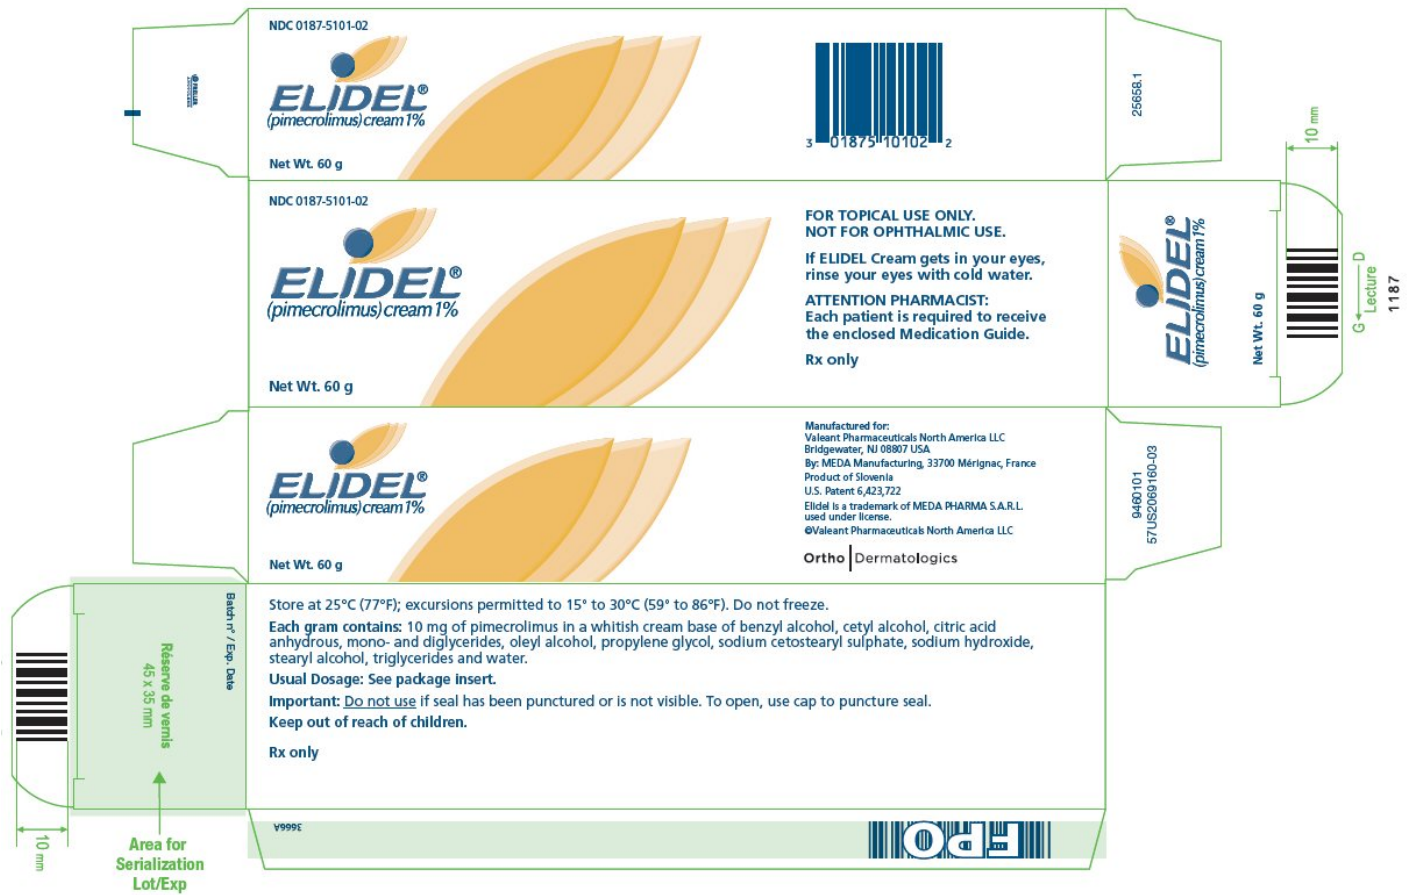 NDC 0187-5101-02
ELIDEL®
(pimecrolimus) cream 1%
Net Wt. 60 g
3 01875 10102 2
25658.1
NDC 0187-5101-02
ELIDEL®
(pimecrolimus) cream 1%
Net Wt. 60 g
FOR TOPICAL USE ONLY.
NOT FOR OPHTHALMIC USE.
If ELIDEL Cream gets in your eyes,
rinse your eyes with cold water.
ATTENTION PHARMACIST:
Each patient is required to receive
the enclosed Medication Guide.
Rx only
ELIDEL®
(pimecrolimus) cream 1%
Net Wt. 60 g
10 mm
G Lecture D
1187
ELIDEL®
(pimecrolimus) cream 1%
Net Wt. 60 g
Manufactured for:
Valeant Pharmaceuticals North America LLC
Bridgewater, NJ 08807 USA
By: MEDA Manufacturing, 33700 Mérignac, France
Product of Slovenia
U.S. Patent 6,423,722
Elidel is a trademark of MEDA PHARMA S.A.R.L.
used under license.
©Valeant Pharmaceuticals North America LLC
Ortho Dermatologics
9460101
57US2069160-03
Batch n° / Exp. Date
Réserve de vernis
45 x 35 mm
Store at 25°C (77°F); excursions permitted to 15° to 30°C (59° to 86°F). Do not freeze.
Each gram contains: 10 mg of pimecrolimus in a whitish cream base of benzyl alcohol, cetyl alcohol, citric acid
anhydrous, mono- and diglycerides, oleyl alcohol, propylene glycol, sodium cetostearyl sulphate, sodium hydroxide,
stearyl alcohol, triglycerides and water.
Usual Dosage: See package insert.
Important: Do not use if seal has been punctured or is not visible. To open, use cap to puncture seal.
Keep out of reach of children.
Rx only
10 mm
Area for
Serialization
Lot/Exp
3666A
FPO